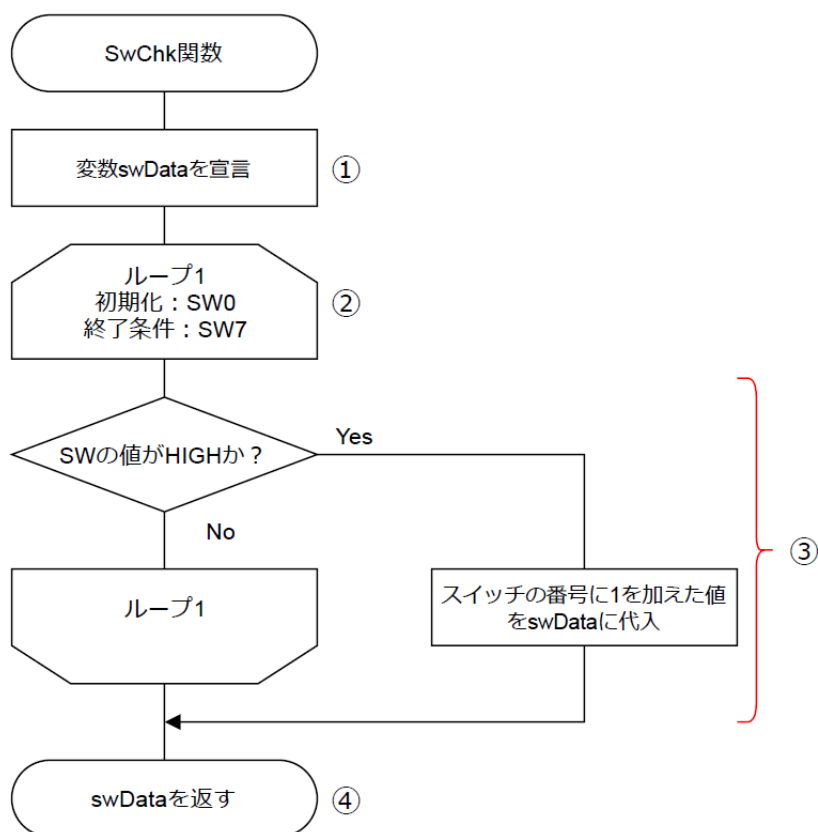 SwChk関数
変数swDataを宣言
①
ループ1
初期化：SW0
終了条件：SW7
②
SWの値がHIGHか？
Yes
No
③
ループ1
スイッチの番号に1を加えた値
をswDataに代入
swDataを返す
④